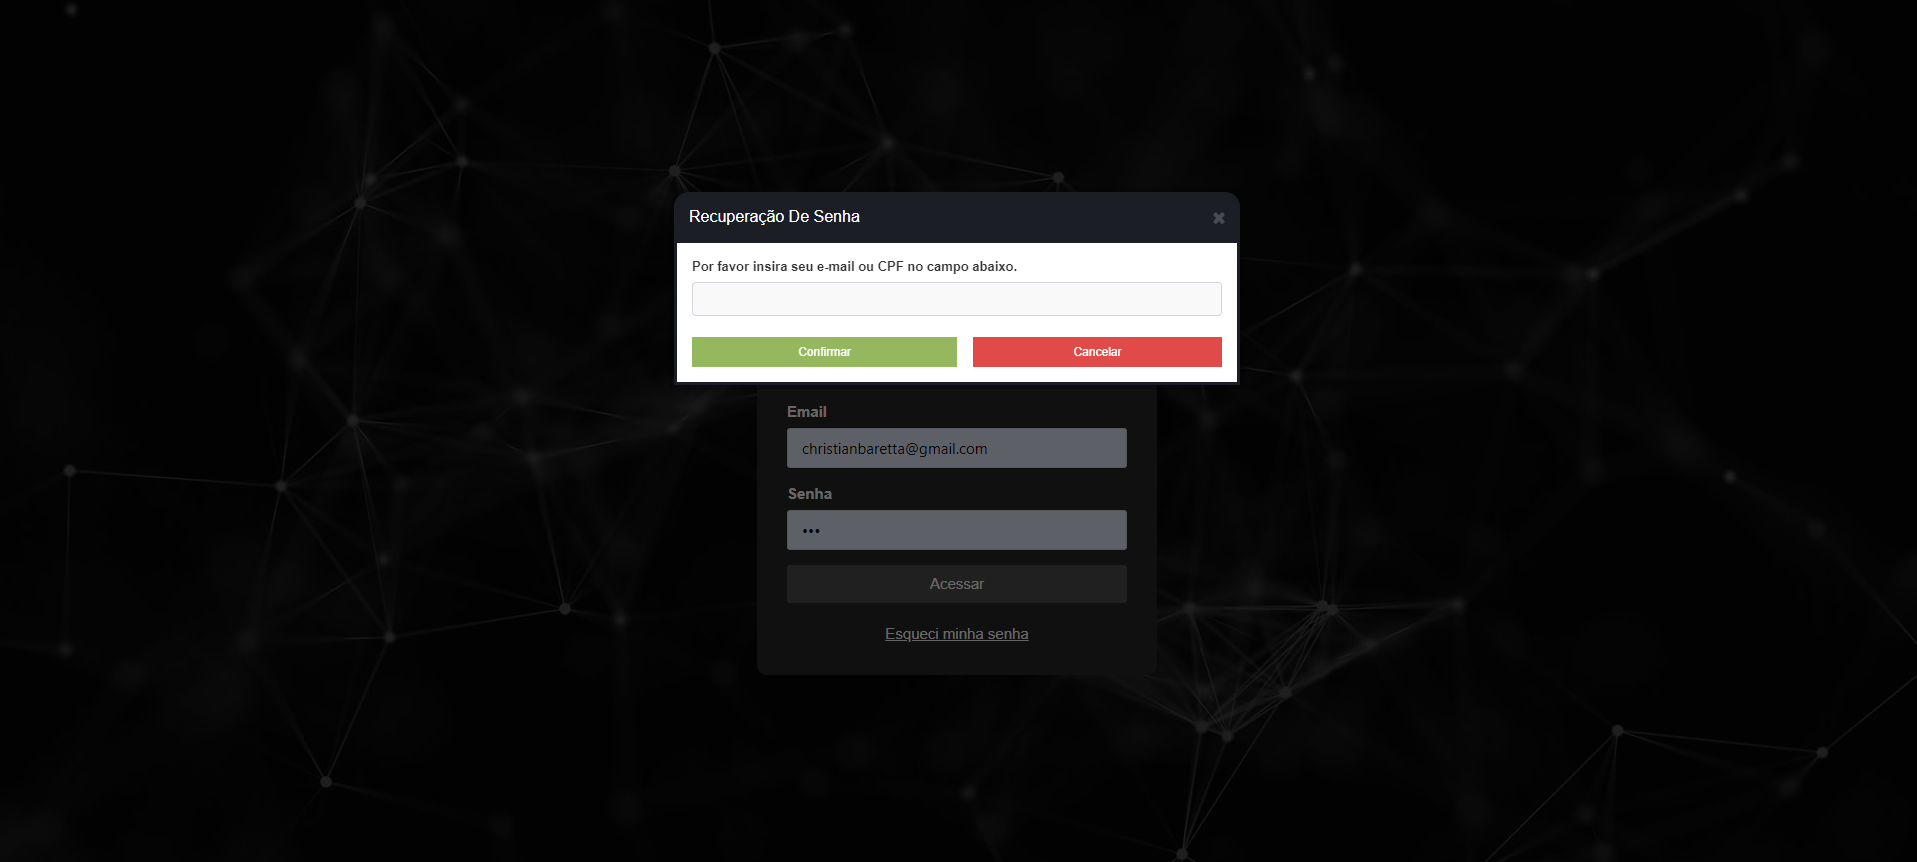 Recuperação De Senha
Por favor insira seu e-mail ou CPF no campo abaixo.
Confirmar
Cancelar
Email
christianbaretta@gmail.com
Senha
•••
Acessar
Esqueci minha senha